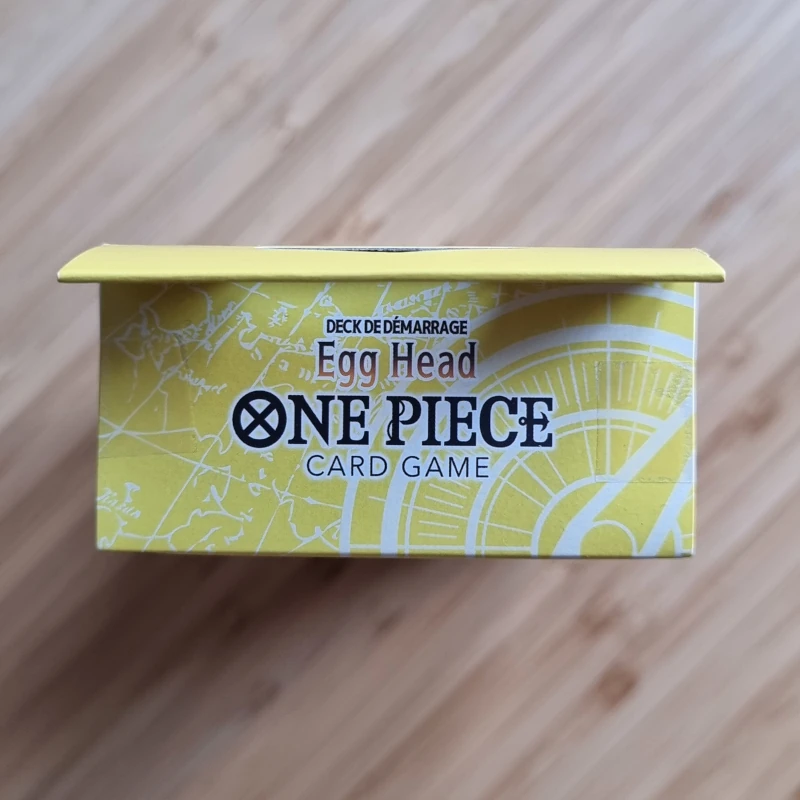 DECK DE DÉMARRAGE
Egg Head
ONE PIECE
CARD GAME